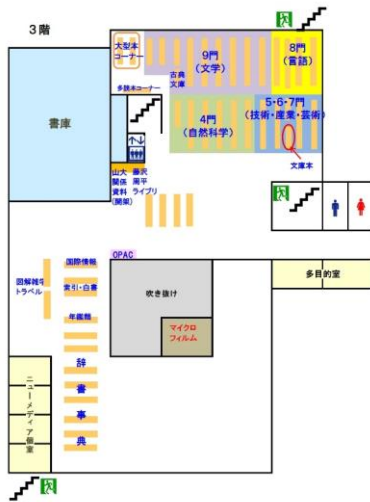 3階
大型本
コーナー
9門
(文学)
8門
(言語)
古典
文庫
多読本コーナー
書庫
4門
(自然科学)
5・6・7門
(技術・産業・芸術)
文庫本
山大
関係
資料
(開架)
藤沢
周平
ライブラリ
国際情報
OPAC
索引・白書
図解雑学
トラベル
吹き抜け
多目的室
年鑑類
マイクロ
フィルム
辞
書
事
典
ニューメディア個室